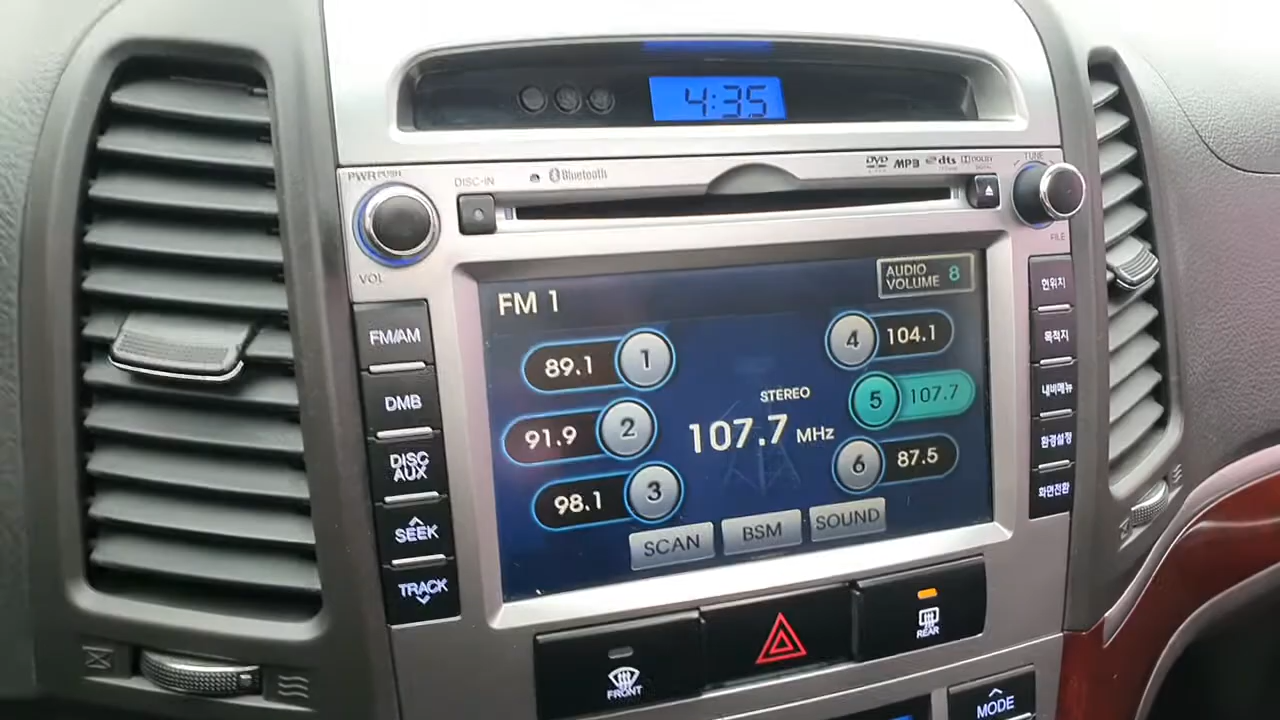 4:35
PWR PUSH
DISC-IN
Bluetooth
DVD
MP3
dts
DOLBY
TUNE
VOL
FILE
FM/AM
DMB
DISC
AUX
SEEK
TRACK
FM 1
AUDIO
VOLUME 8
89.1 1
91.9 2
98.1 3
STEREO
107.7 MHz
4 104.1
5 107.7
6 87.5
SCAN
BSM
SOUND
현위치
목적지
내비메뉴
환경설정
화면전환
FRONT
REAR
MODE